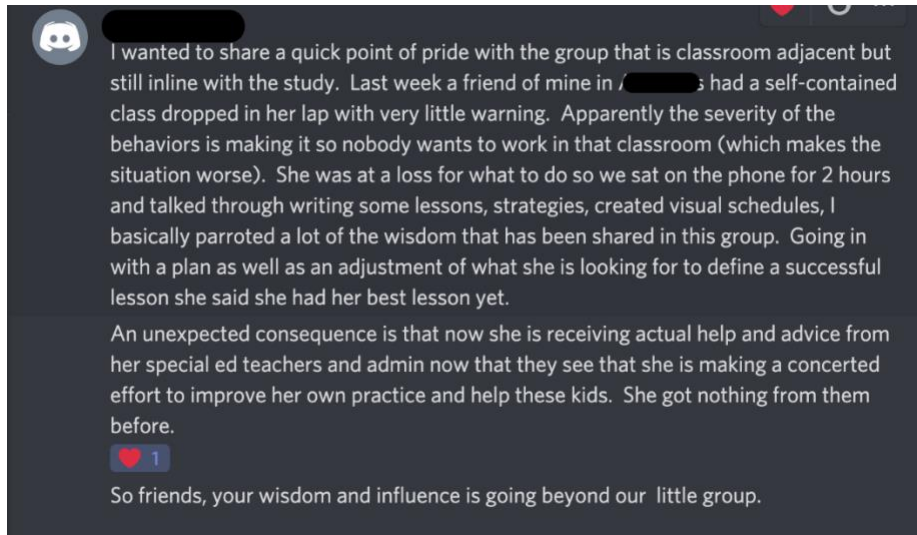 I wanted to share a quick point of pride with the group that is classroom adjacent but
still inline with the study.  Last week a friend of mine in s had a self-contained
class dropped in her lap with very little warning.  Apparently the severity of the
behaviors is making it so nobody wants to work in that classroom (which makes the
situation worse).  She was at a loss for what to do so we sat on the phone for 2 hours
and talked through writing some lessons, strategies, created visual schedules, I
basically parroted a lot of the wisdom that has been shared in this group.  Going in
with a plan as well as an adjustment of what she is looking for to define a successful
lesson she said she had her best lesson yet.
An unexpected consequence is that now she is receiving actual help and advice from
her special ed teachers and admin now that they see that she is making a concerted
effort to improve her own practice and help these kids.  She got nothing from them
before.
1
So friends, your wisdom and influence is going beyond our  little group.